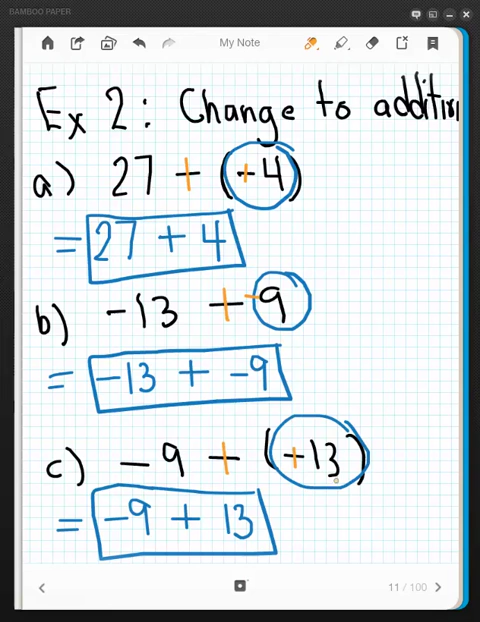 BAMBOO PAPER
My Note
Ex 2: Change to addition
a) 27 + (+4)
= 27 + 4
b) -13 + -9
= -13 + -9
c) -9 + (+13)
= -9 + 13
11 / 100